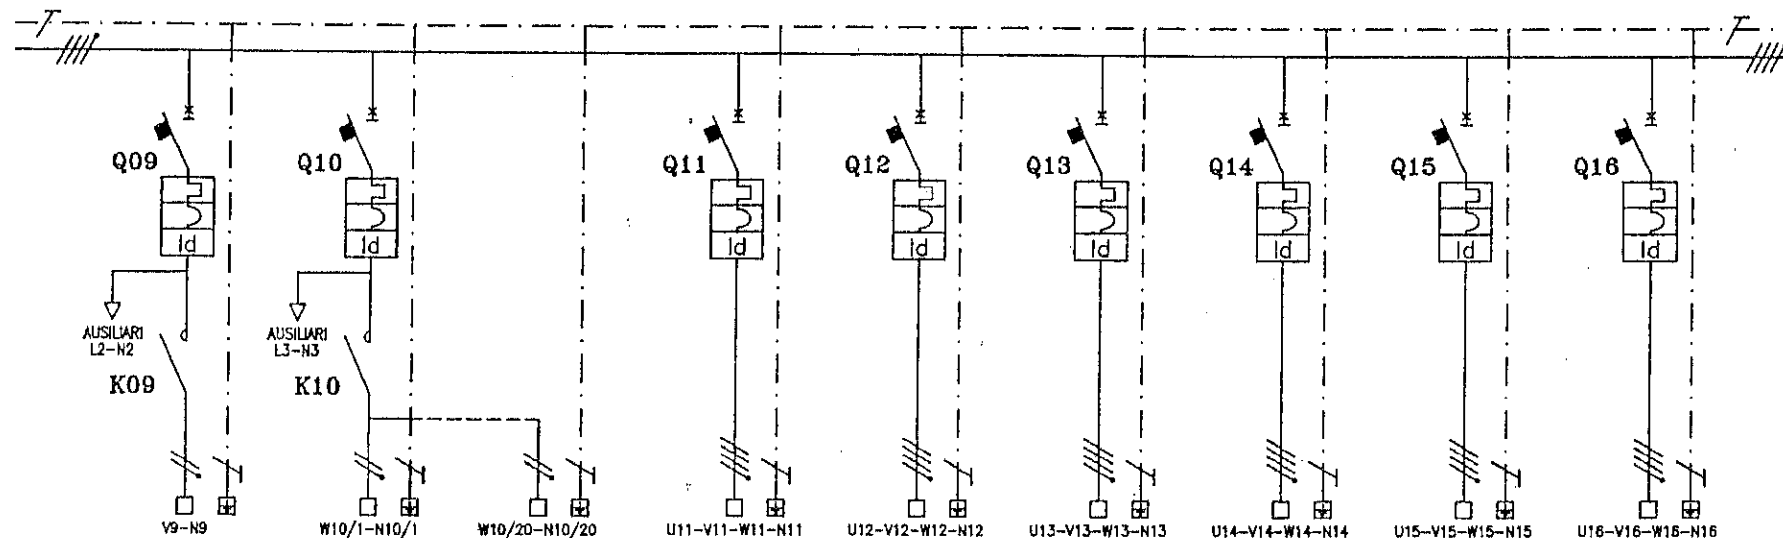 Q09
Q10
Q11
Q12
Q13
Q14
Q15
Q16
Id
Id
Id
Id
Id
Id
Id
Id
AUSILIARI
L2-N2
AUSILIARI
L3-N3
K09
K10
V9-N9
W10/1-N10/1
W10/20-N10/20
U11-V11-W11-N11
U12-V12-W12-N12
U13-V13-W13-N13
U14-V14-W14-N14
U15-V15-W15-N15
U16-V16-W16-N16